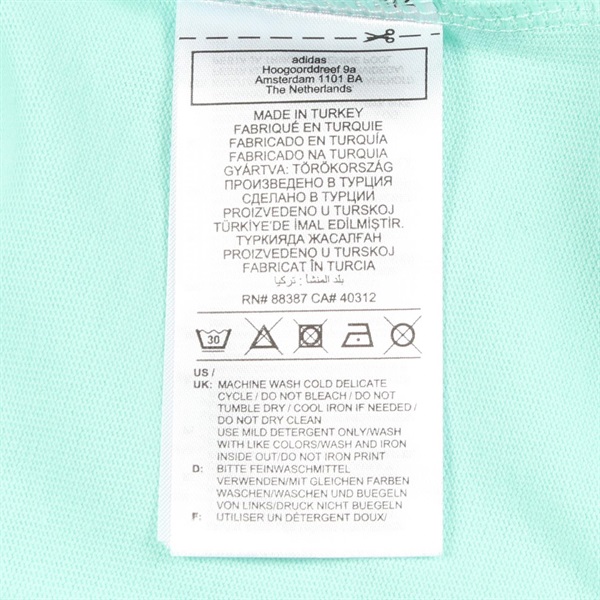 adidas
Hoogoorddreef 9a
Amsterdam 1101 BA
The Netherlands
MADE IN TURKEY
FABRIQUÉ EN TURQUIE
FABRICADO EN TURQUÍA
FABRICADO NA TURQUIA
GYÁRTVA: TÖRÖKORSZÁG
ПРОИЗВЕДЕНО В ТУРЦИЯ
СДЕЛАНО В ТУРЦИИ
PROIZVEDENO U TURSKOJ
TÜRKİYE'DE IMAL EDİLMİŞTİR.
ТУРКИЯДА ЖАСАЛҒАН
PROIZVEDENO U TURSKOJ
FABRICAT ÎN TURCIA
بلد المنشأ : تركيا
RN# 88387 CA# 40312
30
US /
UK: MACHINE WASH COLD DELICATE
CYCLE / DO NOT BLEACH / DO NOT
TUMBLE DRY / COOL IRON IF NEEDED /
DO NOT DRY CLEAN
USE MILD DETERGENT ONLY/WASH
WITH LIKE COLORS/WASH AND IRON
INSIDE OUT/DO NOT IRON PRINT
D: BITTE FEINWASCHMITTEL
VERWENDEN/MIT GLEICHEN FARBEN
WASCHEN/WASCHEN UND BUEGELN
VON LINKS/DRUCK NICHT BUEGELN
F: UTILISER UN DÉTERGENT DOUX/